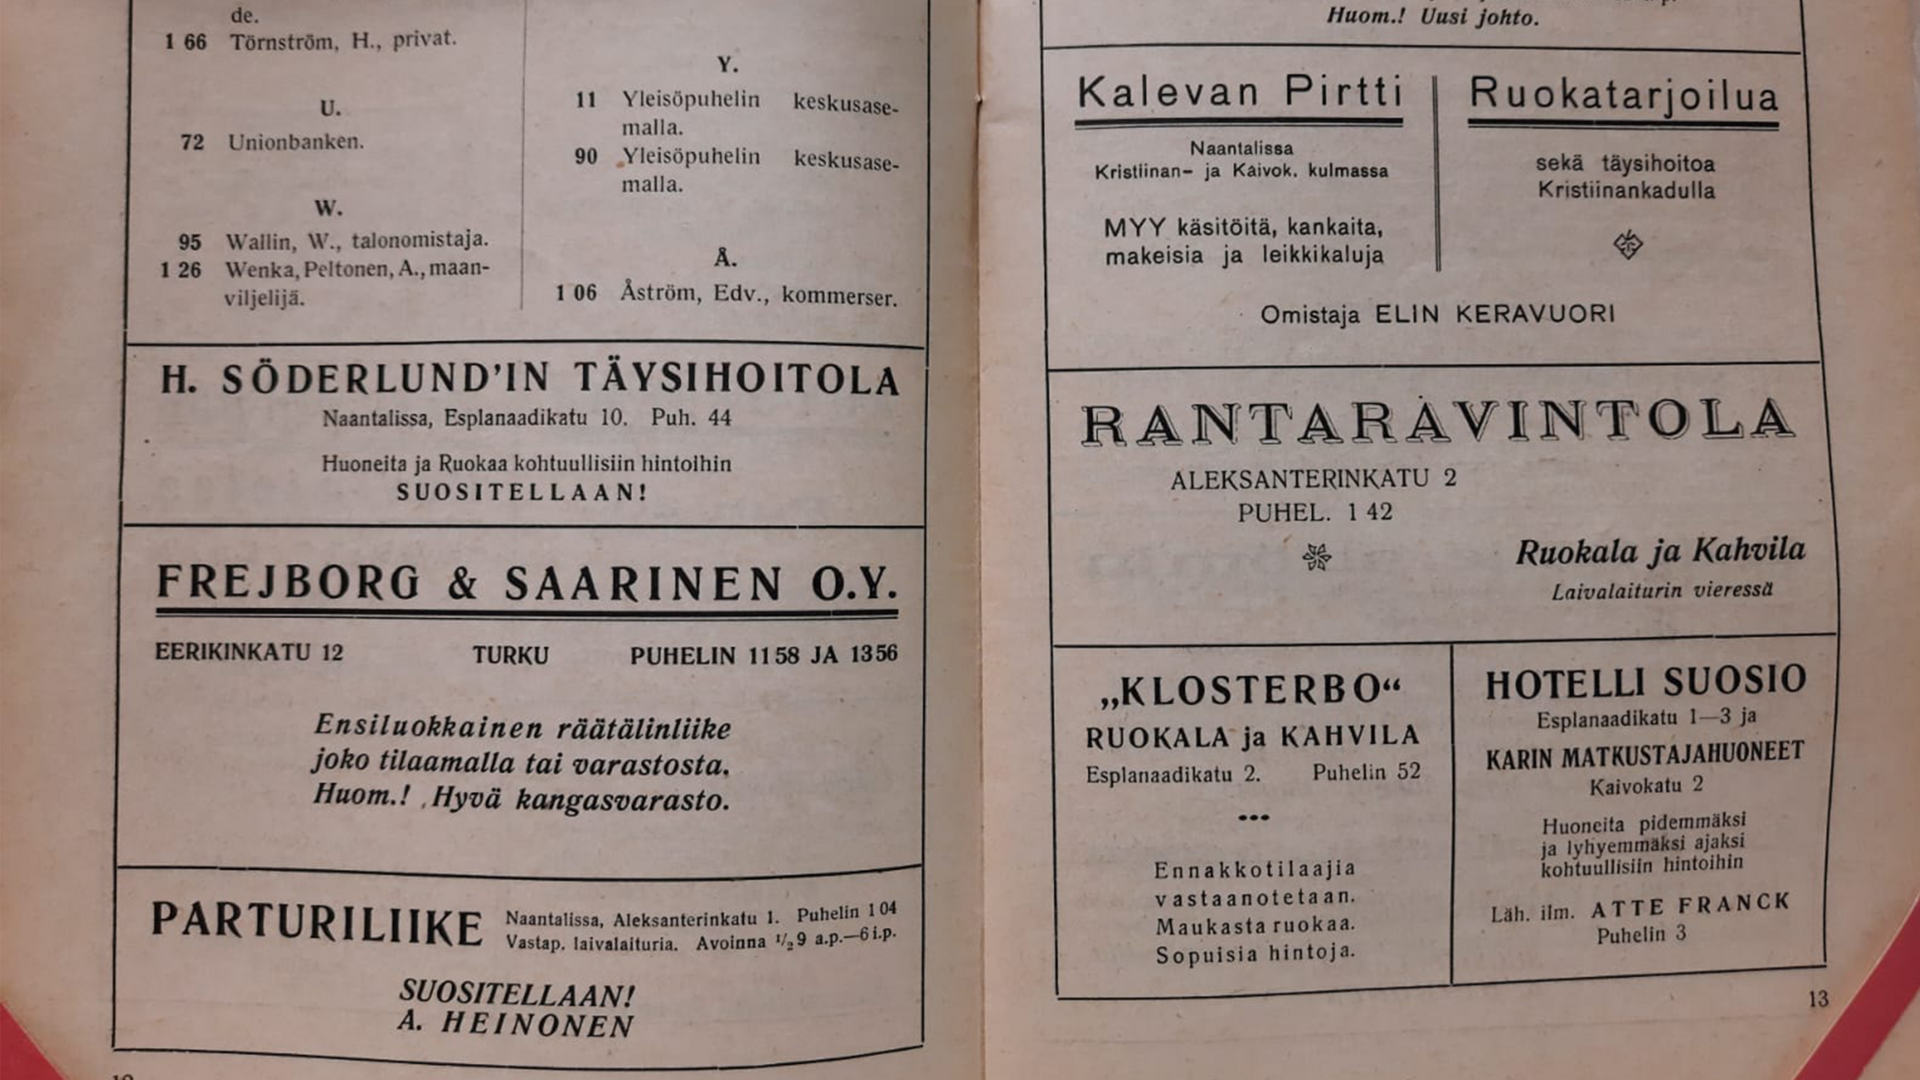 de.
1 66 Törnström, H., privat.
U.
72 Unionbanken.
W.
95 Wallin, W., talonomistaja.
1 26 Wenka, Peltonen, A., maan-
viljelijä.
Y.
11 Yleisöpuhelin keskusase-
malla.
90 Yleisöpuhelin keskusase-
malla.
Å.
1 06 Åström, Edv., kommerser.
H. SÖDERLUND'IN TÄYSIHOITOLA
Naantalissa, Esplanaadikatu 10. Puh. 44
Huoneita ja Ruokaa kohtuullisiin hintoihin
SUOSITELLAAN!
FREJBORG & SAARINEN O.Y.
EERIKINKATU 12 TURKU PUHELIN 1158 JA 1356
Ensiluokkainen räätälinliike
joko tilaamalla tai varastosta.
Huom.! Hyvä kangasvarasto.
PARTURILIIKE
Naantalissa, Aleksanterinkatu 1. Puhelin 1 04
Vastap. laivalaituria. Avoinna 1/2 9 a.p.—6 i.p.
SUOSITELLAAN!
A. HEINONEN
Huom.! Uusi johto.
Kalevan Pirtti
Naantalissa
Kristiinan- ja Kaivok. kulmassa
MYY käsitöitä, kankaita,
makeisia ja leikkikaluja
Ruokatarjoilua
sekä täysihoitoa
Kristiinankadulla
Omistaja ELIN KERAVUORI
RANTARAVINTOLA
ALEKSANTERINKATU 2
PUHEL. 1 42
Ruokala ja Kahvila
Laivalaiturin vieressä
„KLOSTERBO“
RUOKALA ja KAHVILA
Esplanaadikatu 2. Puhelin 52
Ennakkotilaajia
vastaanotetaan.
Maukasta ruokaa.
Sopuisia hintoja.
HOTELLI SUOSIO
Esplanaadikatu 1—3 ja
KARIN MATKUSTAJAHUONEET
Kaivokatu 2
Huoneita pidemmäksi
ja lyhyemmäksi ajaksi
kohtuullisiin hintoihin
Läh. ilm. ATTE FRANCK
Puhelin 3
13